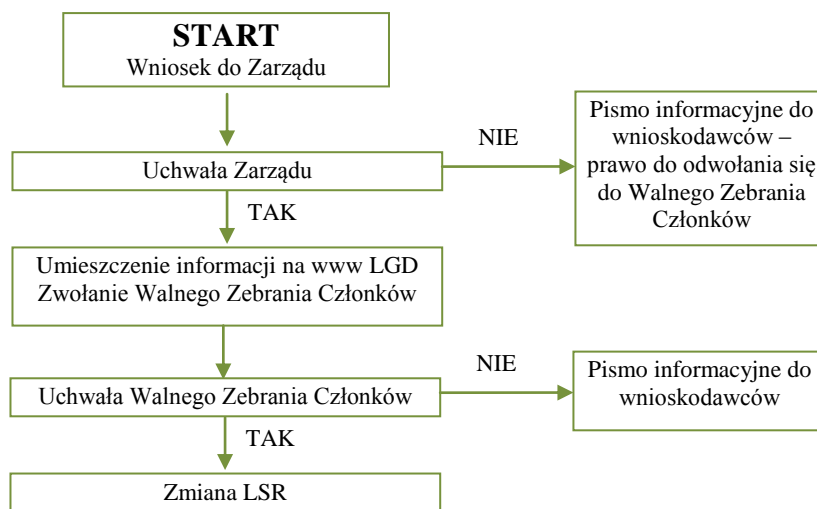 START
Wniosek do Zarządu
Uchwała Zarządu
NIE
Pismo informacyjne do
wnioskodawców –
prawo do odwołania się
do Walnego Zebrania
Członków
TAK
Umieszczenie informacji na www LGD
Zwołanie Walnego Zebrania Członków
Uchwała Walnego Zebrania Członków
NIE
Pismo informacyjne do
wnioskodawców
TAK
Zmiana LSR